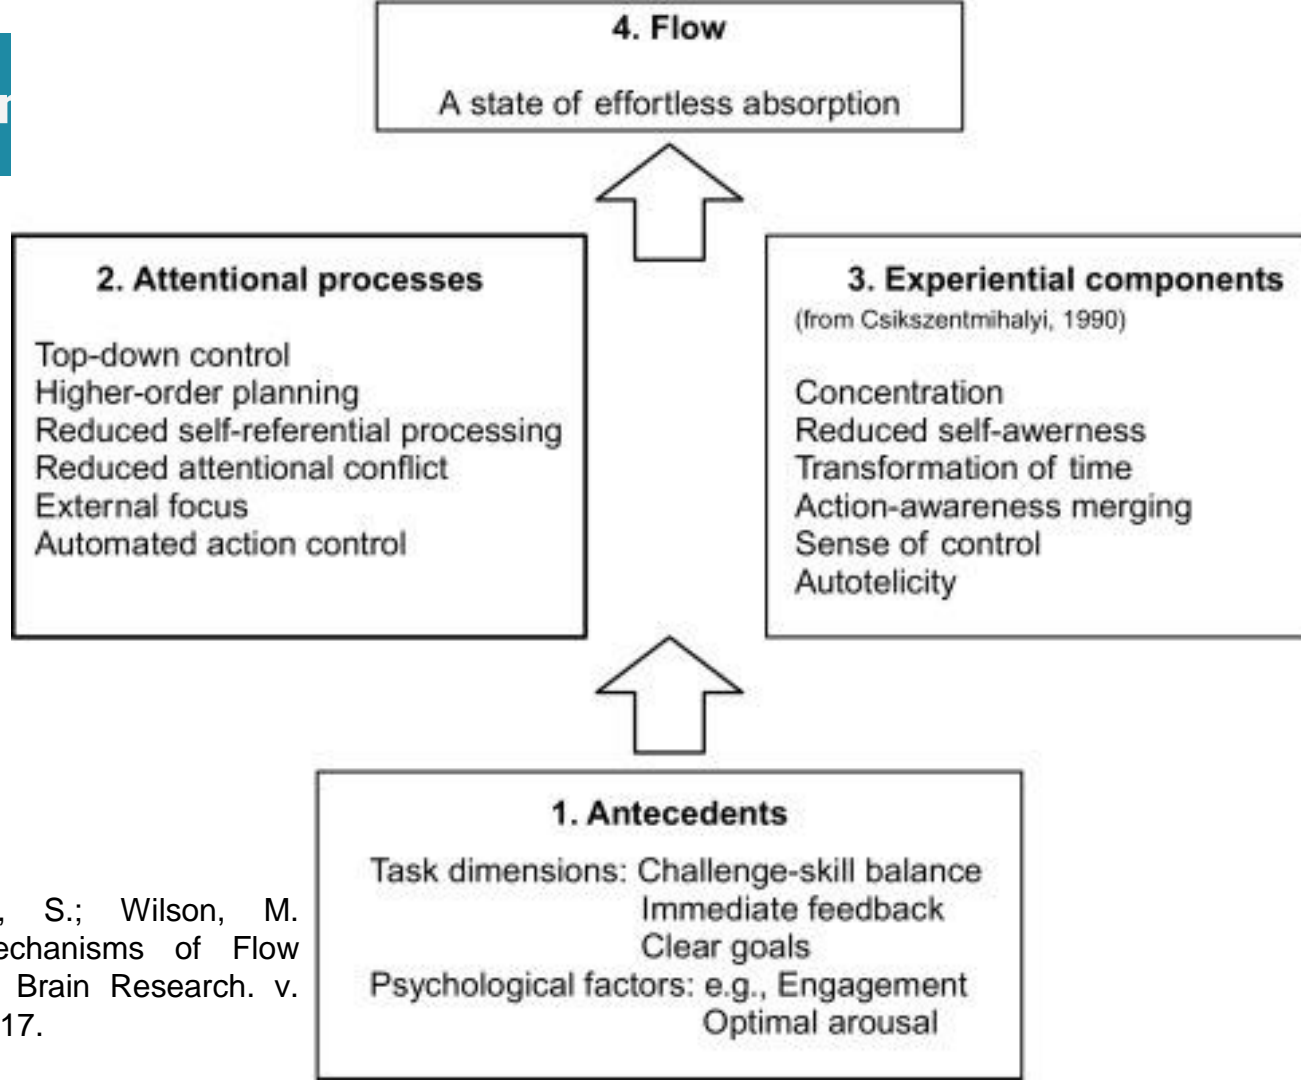 4. Flow
A state of effortless absorption
2. Attentional processes
Top-down control
Higher-order planning
Reduced self-referential processing
Reduced attentional conflict
External focus
Automated action control
3. Experiential components
(from Csikszentmihalyi, 1990)
Concentration
Reduced self-awerness
Transformation of time
Action-awareness merging
Sense of control
Autotelicity
1. Antecedents
Task dimensions: Challenge-skill balance
Immediate feedback
Clear goals
Psychological factors: e.g., Engagement
Optimal arousal
S.; Wilson, M.
of Flow
Brain Research. v.
17.